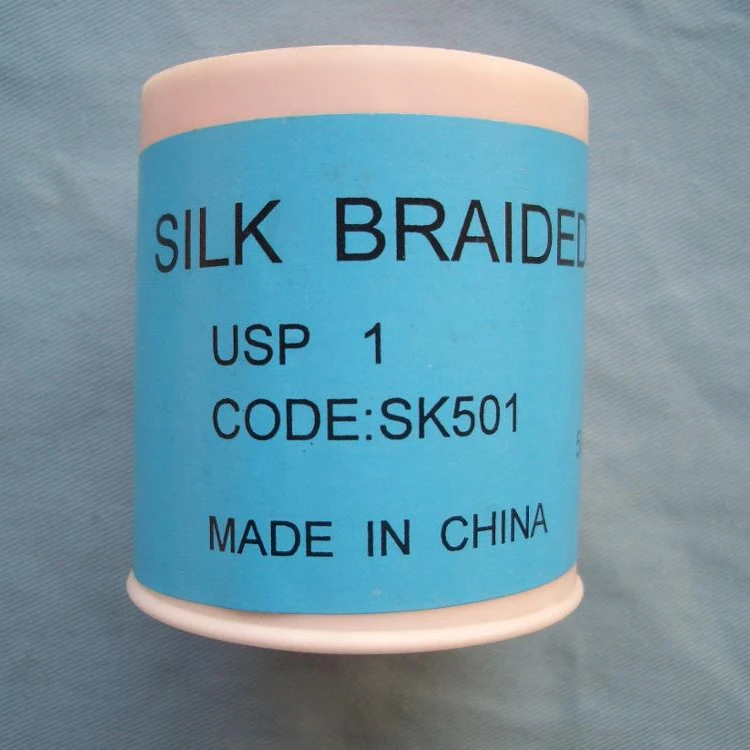 SILK BRAIDED
USP 1
CODE:SK501
MADE IN CHINA